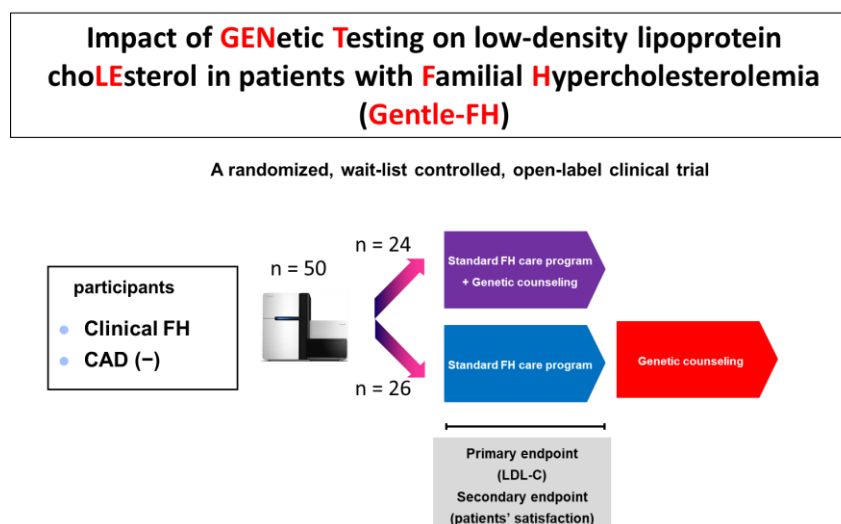 Impact of GENetic Testing on low-density lipoprotein
choLEsterol in patients with Familial Hypercholesterolemia
(Gentle-FH)
A randomized, wait-list controlled, open-label clinical trial
participants
Clinical FH
CAD (−)
n = 50
n = 24
n = 26
Standard FH care program
+ Genetic counseling
Standard FH care program
Genetic counseling
Primary endpoint
(LDL-C)
Secondary endpoint
(patients’ satisfaction)